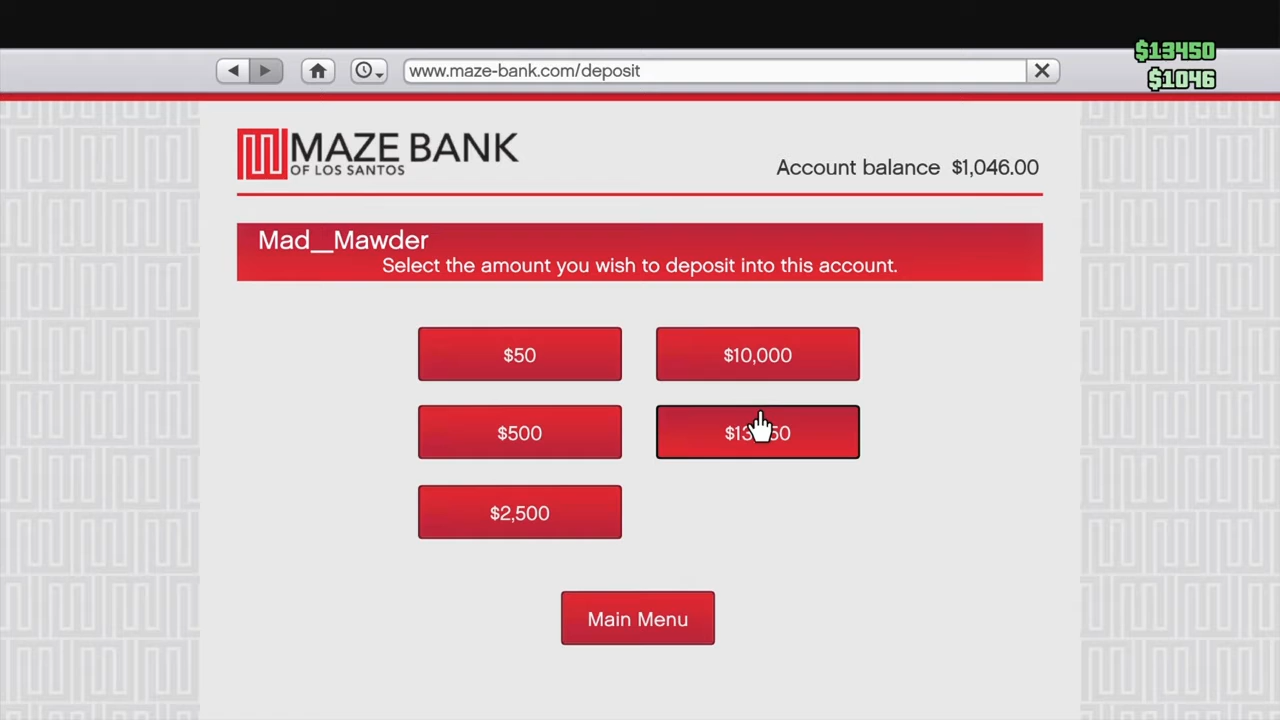 $13450
www.maze-bank.com/deposit
$1046
MAZE BANK
OF LOS SANTOS
Account balance $1,046.00
Mad__Mawder
Select the amount you wish to deposit into this account.
$50
$10,000
$500
$2,500
Main Menu